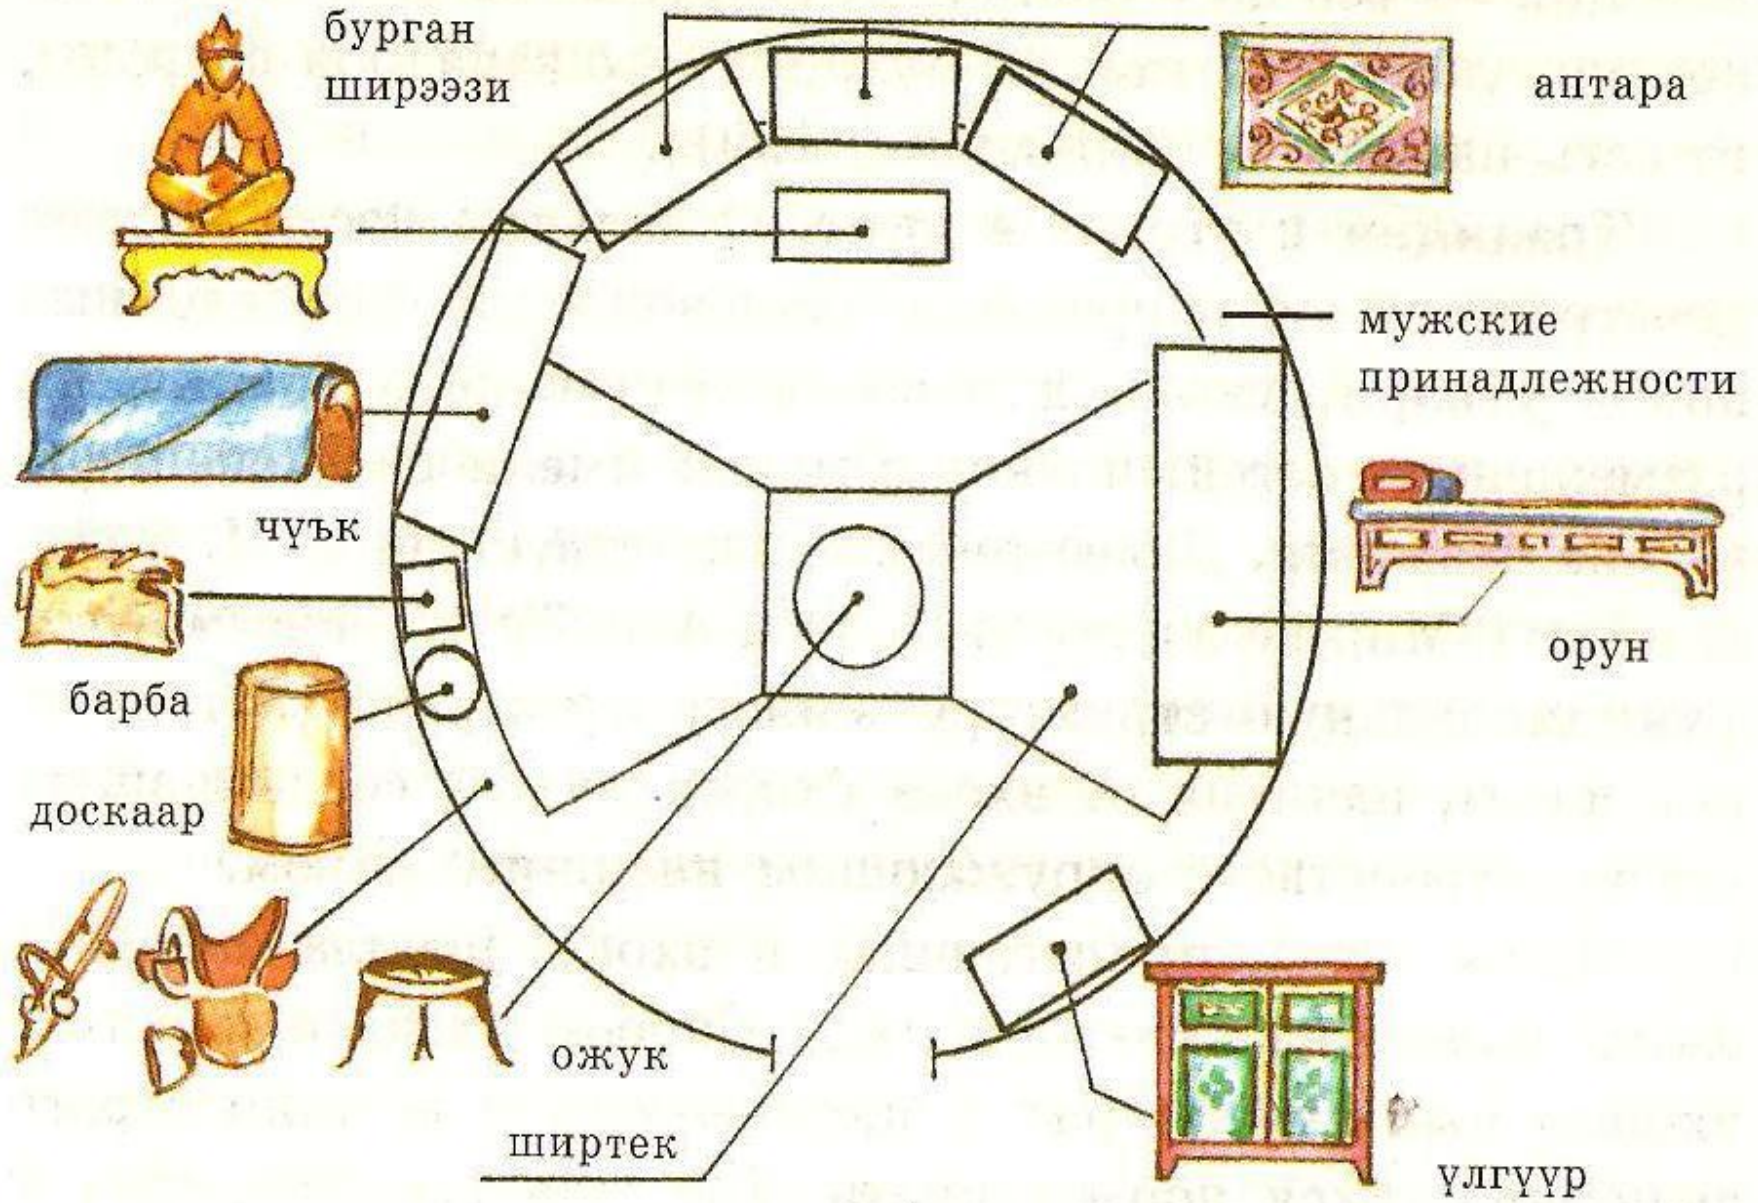 бурган
ширээзи
аптара
мужские
принадлежности
чүък
орун
барба
доскаар
ожук
ширтек
үлгүүр